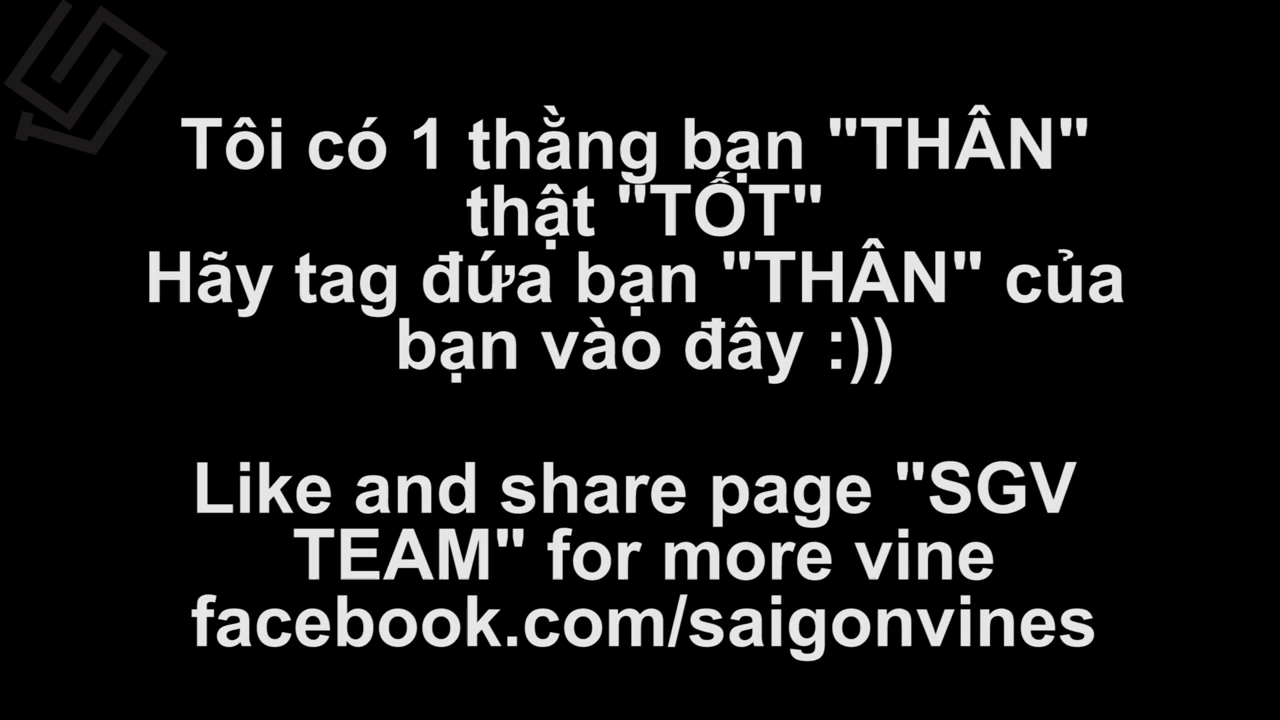 Tôi có 1 thằng bạn "THÂN"
thật "TỐT"
Hãy tag đứa bạn "THÂN" của
bạn vào đây :))
Like and share page "SGV
TEAM" for more vine
facebook.com/saigonvines